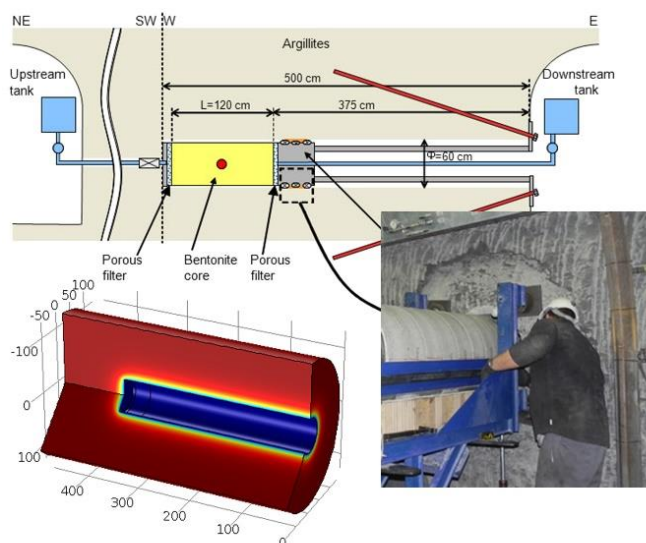 NE
SW
W
E
Argillites
Upstream
tank
500 cm
Downstream
tank
L=120 cm
375 cm
Φ=60 cm
Porous
filter
Bentonite
core
Porous
filter
100
50
0
-50
-100
0
100
400
300
200
100
0